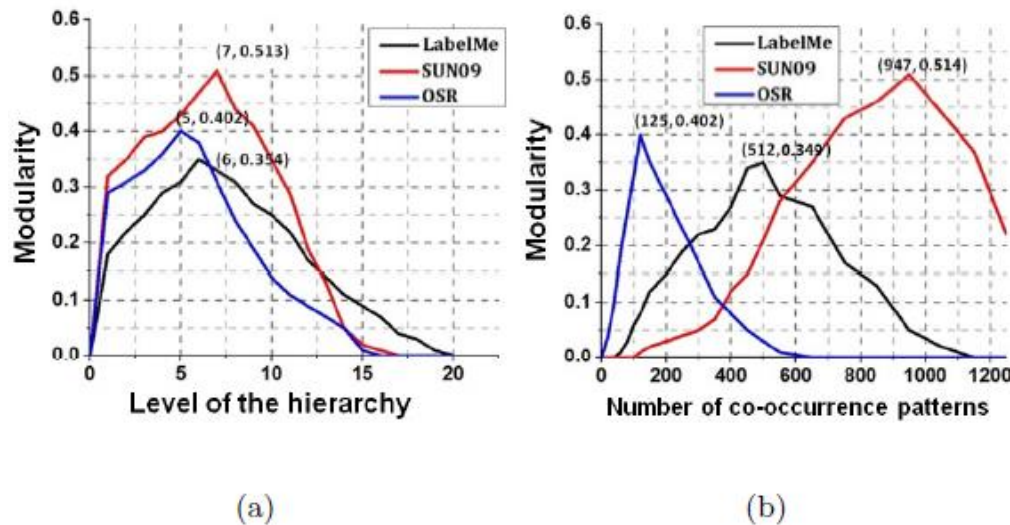 0.6
0.5
0.4
0.3
0.2
0.1
0.0
Modularity
(7, 0.513)
(5, 0.402)
(6, 0.354)
LabelMe
SUN09
OSR
0 5 10 15 20
Level of the hierarchy
(a)
0.6
0.5
0.4
0.3
0.2
0.1
0.0
Modularity
LabelMe
SUN09
OSR
(947, 0.514)
(125, 0.402)
(512, 0.349 )
0 200 400 600 800 1000 1200
Number of co-occurrence patterns
(b)